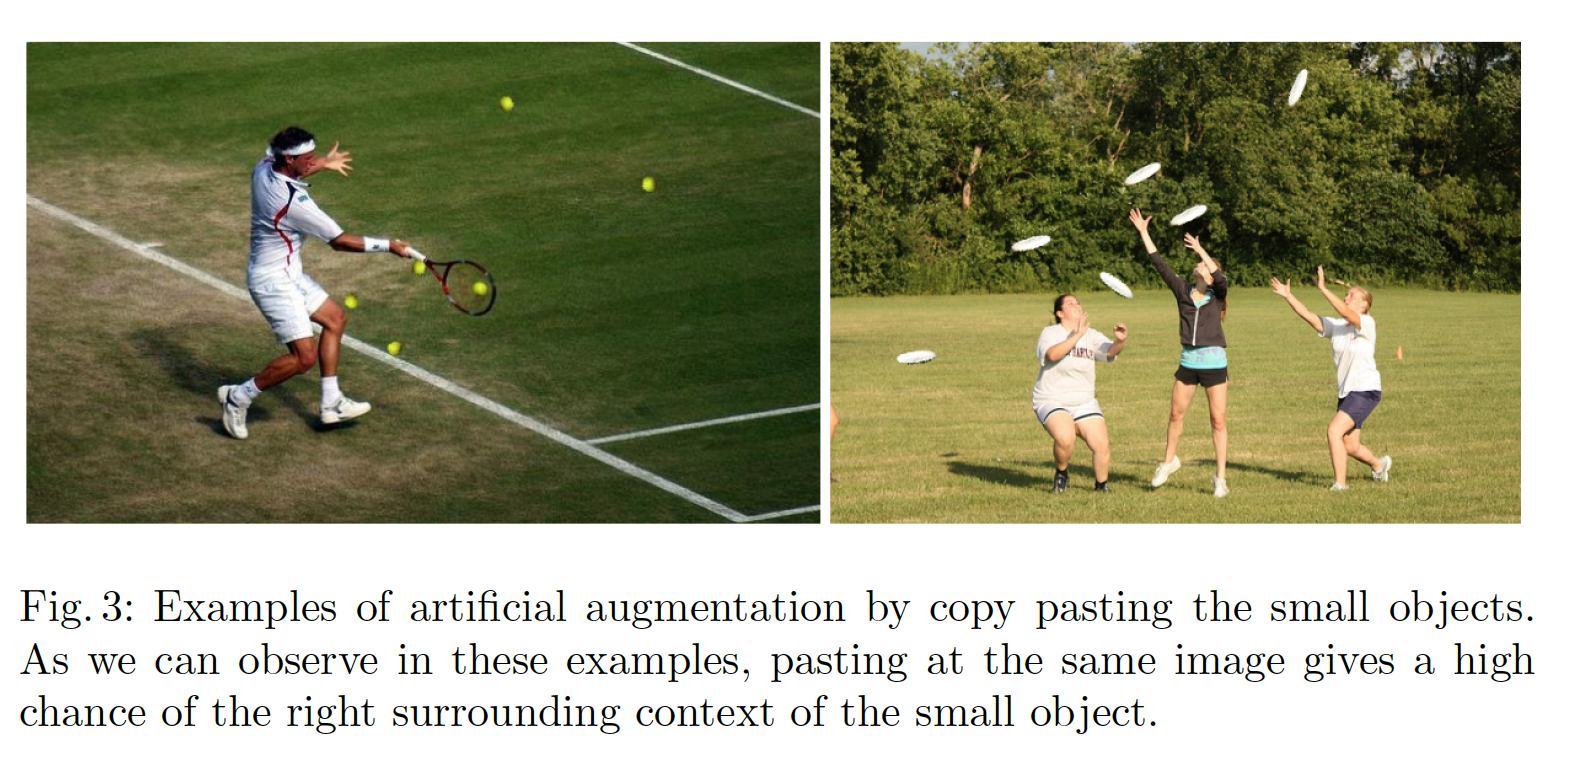 Fig. 3: Examples of artificial augmentation by copy pasting the small objects.
As we can observe in these examples, pasting at the same image gives a high
chance of the right surrounding context of the small object.